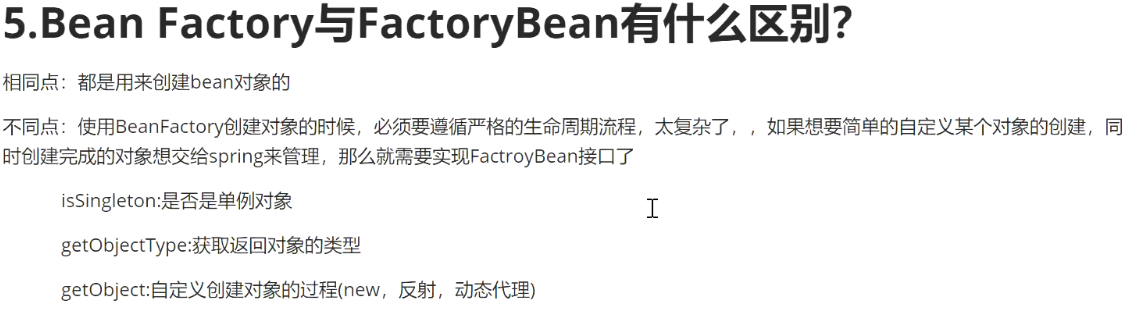 5.Bean Factory与FactoryBean有什么区别？
相同点：都是用来创建bean对象的
不同点：使用BeanFactory创建对象的时候，必须要遵循严格的生命周期流程，太复杂了，，如果想要简单的自定义某个对象的创建，同
时创建完成的对象想交给spring来管理，那么就需要实现FactroyBean接口了
isSingleton:是否是单例对象
getObjectType:获取返回对象的类型
getObject:自定义创建对象的过程(new，反射，动态代理)